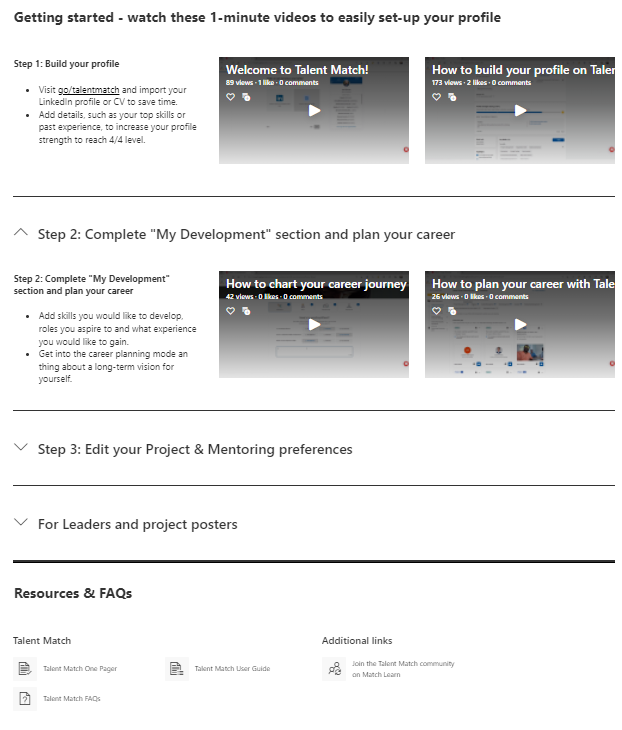 Getting started - watch these 1-minute videos to easily set-up your profile
Step 1: Build your profile
Visit go/talentmatch and import your
LinkedIn profile or CV to save time.
Add details, such as your top skills or
past experience, to increase your profile
strength to reach 4/4 level.
Welcome to Talent Match!
89 views · 1 like · 0 comments
How to build your profile on Talen
173 views · 2 likes · 0 comments
Step 2: Complete "My Development" section and plan your career
Step 2: Complete "My Development"
section and plan your career
Add skills you would like to develop,
roles you aspire to and what experience
you would like to gain.
Get into the career planning mode an
thing about a long-term vision for
yourself.
How to chart your career journey
42 views · 0 likes · 0 comments
How to plan your career with Tale
26 views · 0 likes · 0 comments
Step 3: Edit your Project & Mentoring preferences
For Leaders and project posters
Resources & FAQs
Talent Match
Additional links
Talent Match One Pager
Talent Match User Guide
Join the Talent Match community
on Match Learn
Talent Match FAQs